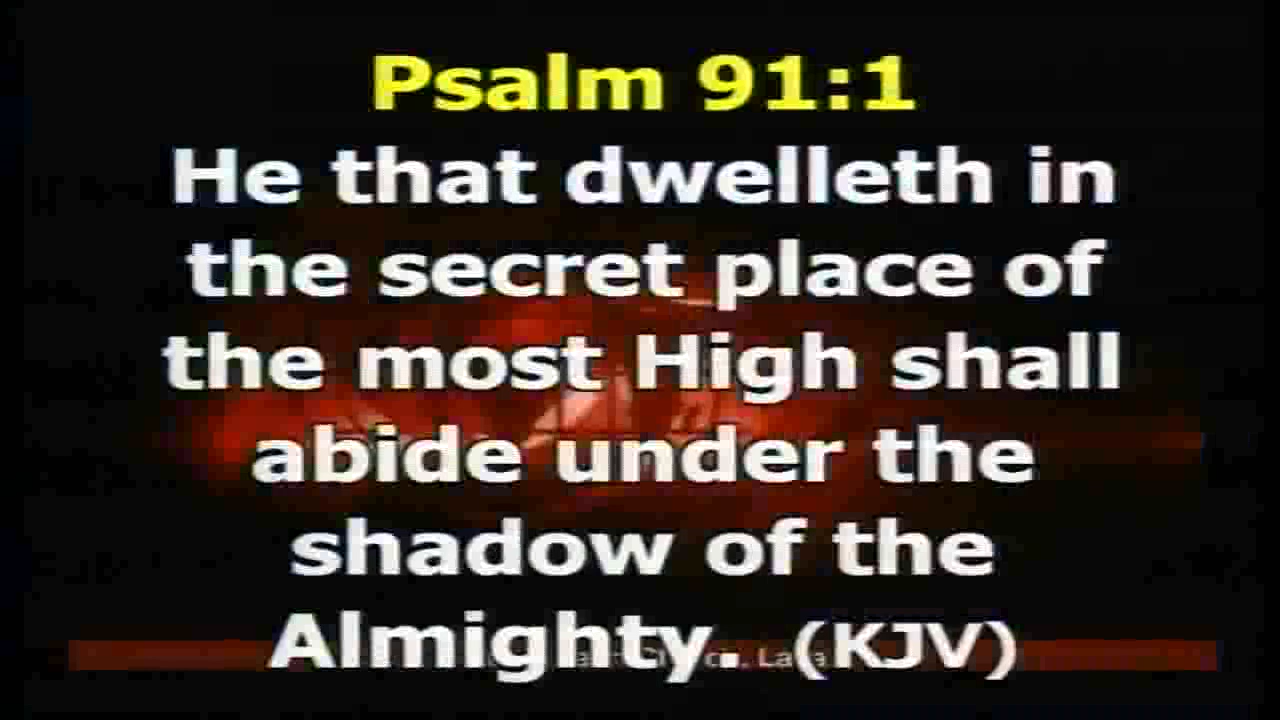 Psalm 91:1
He that dwelleth in
the secret place of
the most High shall
abide under the
shadow of the
Almighty. (KJV)